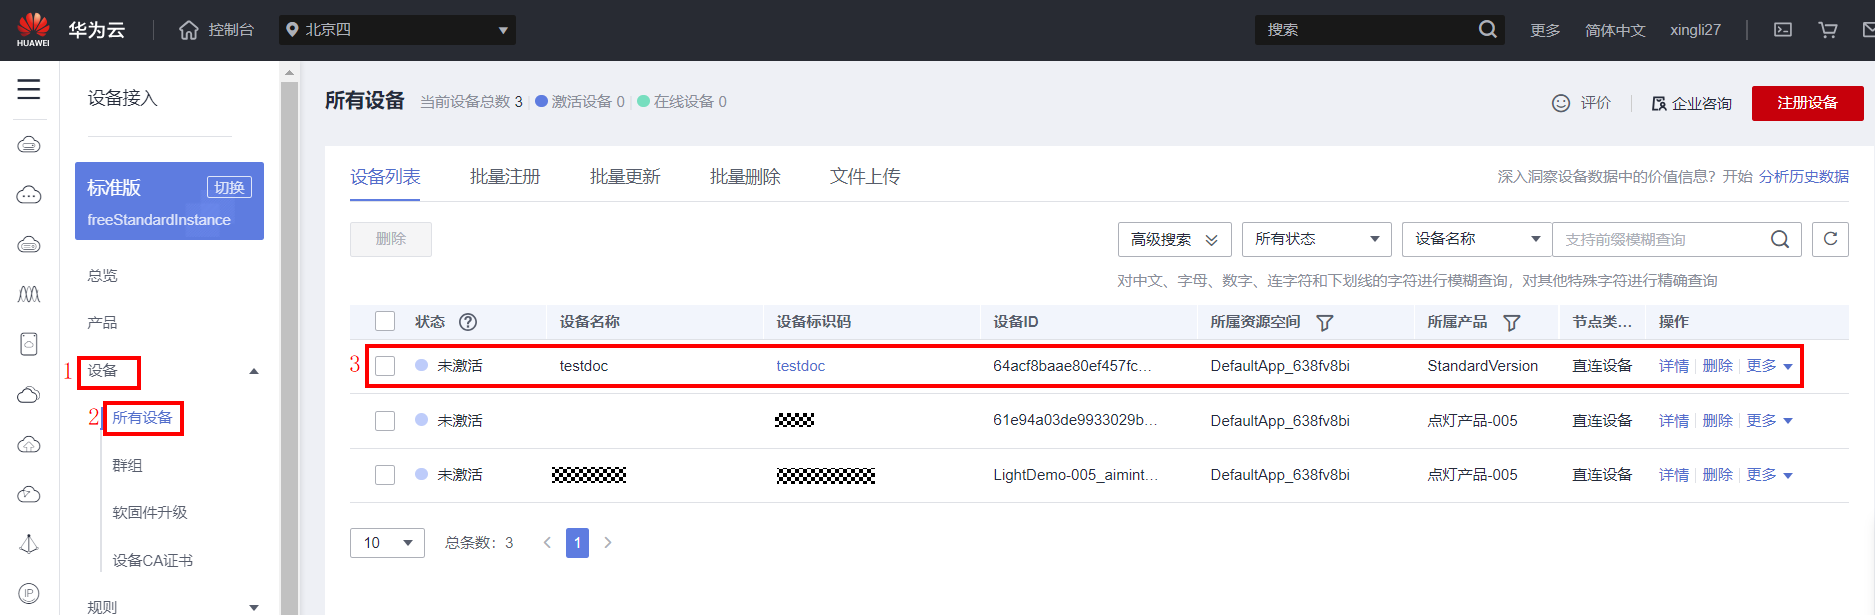 HUAWEI
华为云
控制台
北京四
搜索
更多
简体中文
xingli27
设备接入
标准版
切换
freeStandardInstance
总览
产品
1
设备
2
所有设备
群组
软固件升级
设备CA证书
规则
IP
所有设备
当前设备总数 3
激活设备 0
在线设备 0
评价
企业咨询
注册设备
设备列表
批量注册
批量更新
批量删除
文件上传
深入洞察设备数据中的价值信息? 开始 分析历史数据
删除
高级搜索
所有状态
设备名称
支持前缀模糊查询
对中文、字母、数字、连字符和下划线的字符进行模糊查询，对其他特殊字符进行精确查询
状态 设备名称 设备标识码 设备ID 所属资源空间 所属产品 节点类... 操作
3 未激活 testdoc testdoc 64acf8baae80ef457fc... DefaultApp_638fv8bi StandardVersion 直连设备 详情 删除 更多
未激活 61e94a03de9933029b... DefaultApp_638fv8bi 点灯产品-005 直连设备 详情 删除 更多
未激活 LightDemo-005_aimint... DefaultApp_638fv8bi 点灯产品-005 直连设备 详情 删除 更多
10 总条数: 3 < 1 >